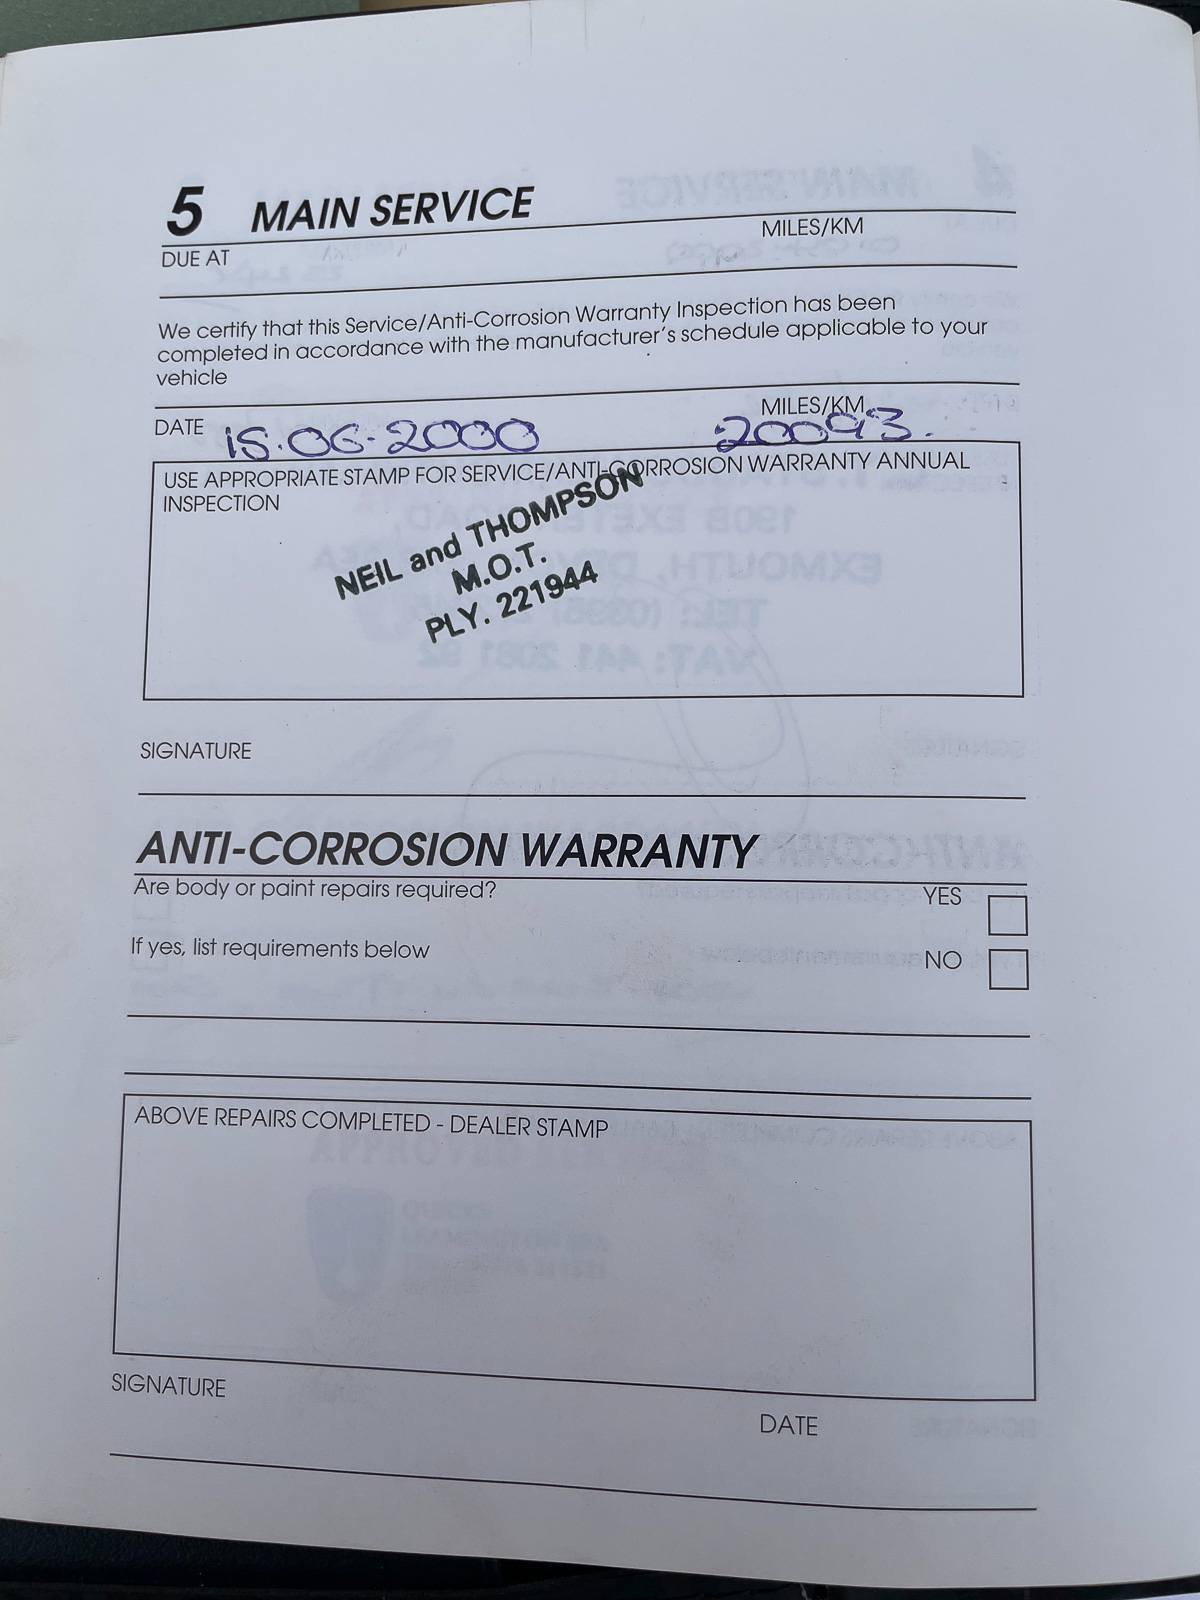 5 MAIN SERVICE
DUE AT MILES/KM
We certify that this Service/Anti-Corrosion Warranty Inspection has been
completed in accordance with the manufacturer's schedule applicable to your
vehicle
DATE 15.06.2000 MILES/KM 20093.
USE APPROPRIATE STAMP FOR SERVICE/ANTI-CORROSION WARRANTY ANNUAL
INSPECTION
NEIL and THOMPSON
M.O.T.
PLY. 221944
SIGNATURE
ANTI-CORROSION WARRANTY
Are body or paint repairs required? YES
If yes, list requirements below NO
ABOVE REPAIRS COMPLETED - DEALER STAMP
SIGNATURE
DATE